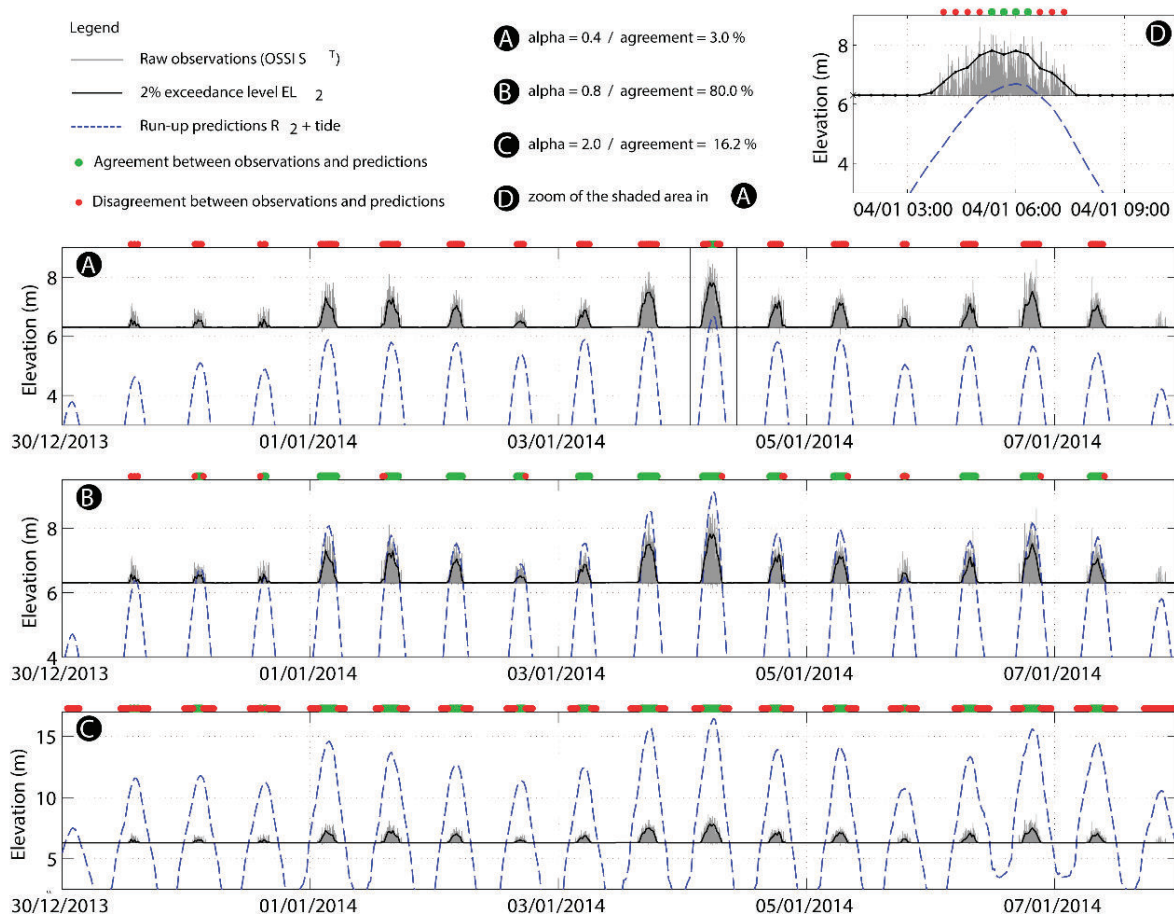 Legend
Raw observations (OSSI S T)
2% exceedance level EL 2
Run-up predictions R 2 + tide
Agreement between observations and predictions
Disagreement between observations and predictions
A alpha = 0.4 / agreement = 3.0 %
B alpha = 0.8 / agreement = 80.0 %
C alpha = 2.0 / agreement = 16.2 %
D zoom of the shaded area in A
D
Elevation (m)
8
6
4
04/01 03:00 04/01 06:00 04/01 09:00
A
Elevation (m)
8
6
4
30/12/2013 01/01/2014 03/01/2014 05/01/2014 07/01/2014
B
Elevation (m)
8
6
4
30/12/2013 01/01/2014 03/01/2014 05/01/2014 07/01/2014
C
Elevation (m)
15
10
5
30/12/2013 01/01/2014 03/01/2014 05/01/2014 07/01/2014